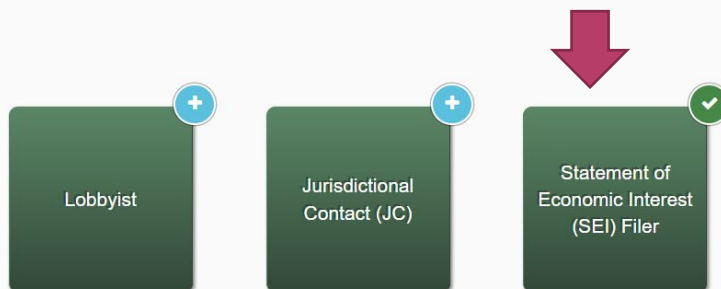 Lobbyist
Jurisdictional
Contact (JC)
Statement of
Economic Interest
(SEI) Filer